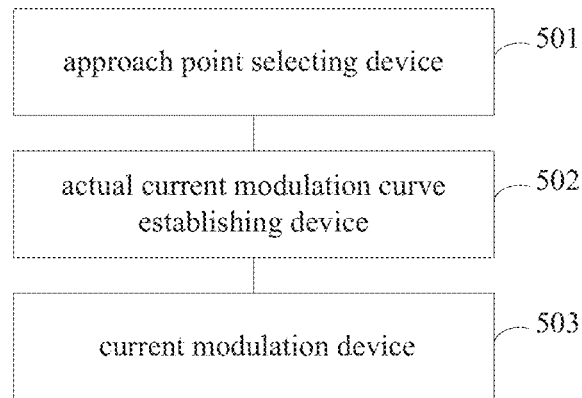 approach point selecting device
501
actual current modulation curve
establishing device
502
current modulation device
503